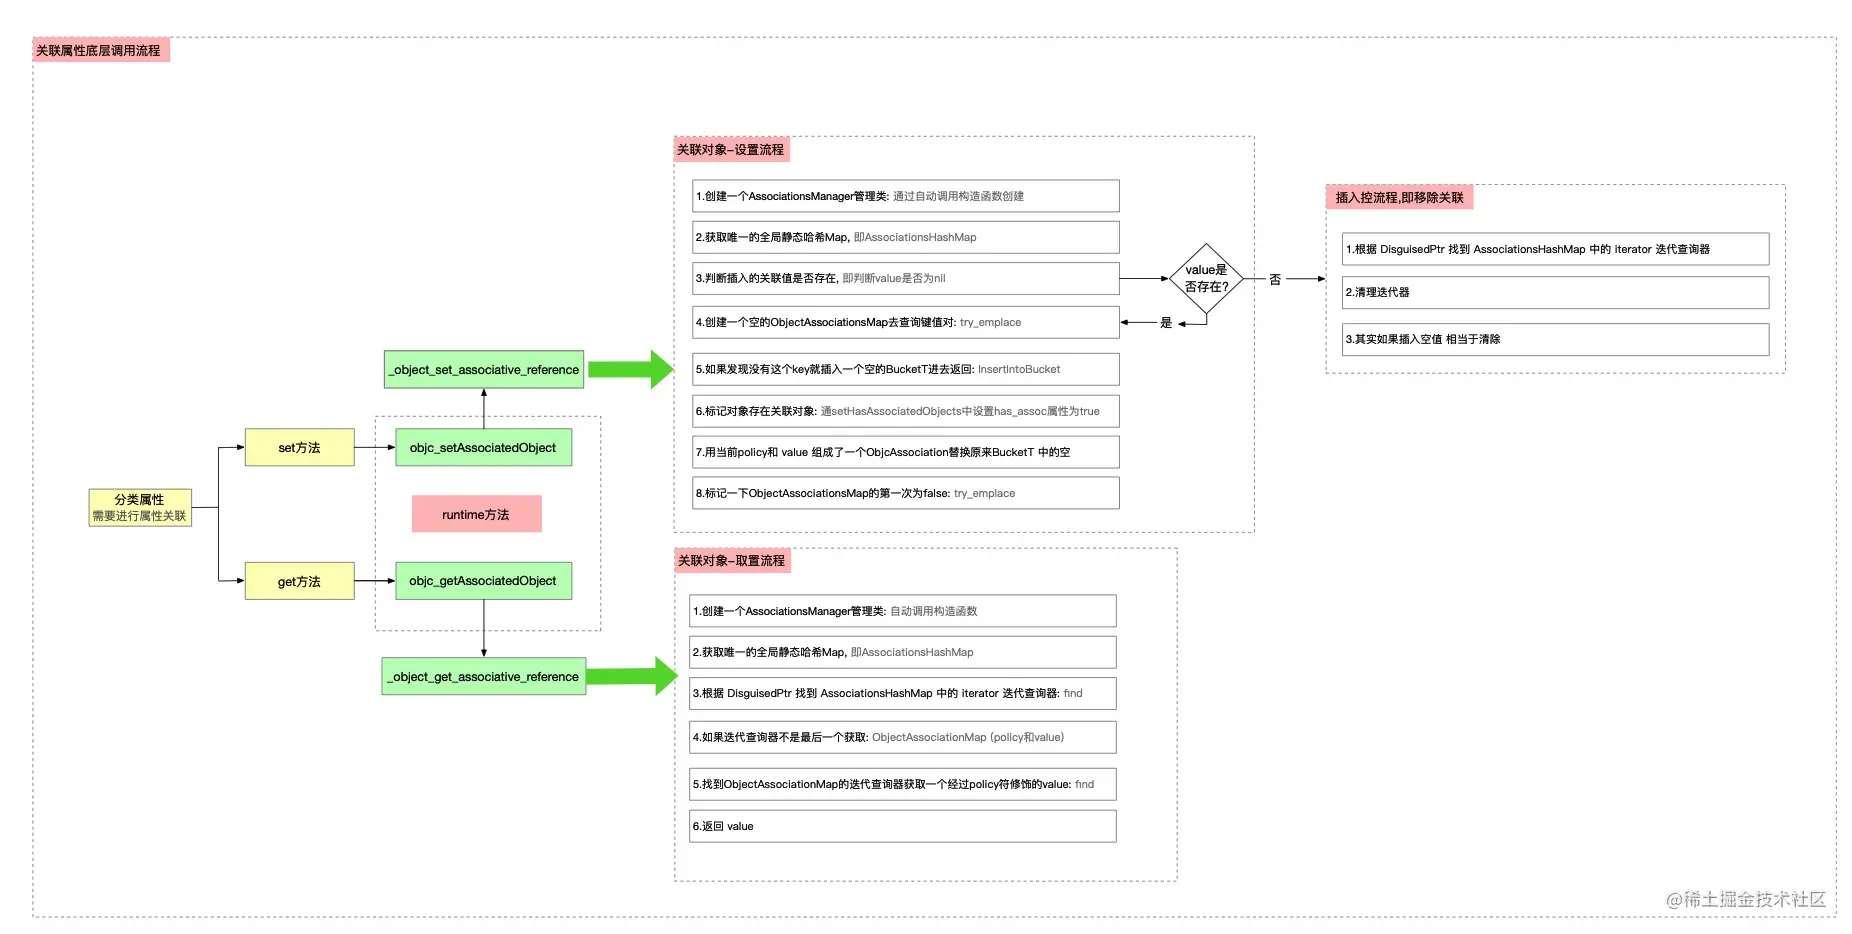 关联属性底层调用流程
分类属性
需要进行属性关联
set方法
get方法
_object_set_associative_reference
objc_setAssociatedObject
runtime方法
objc_getAssociatedObject
_object_get_associative_reference
关联对象-设置流程
1.创建一个AssociationsManager管理类: 通过自动调用构造函数创建
2.获取唯一的全局静态哈希Map, 即AssociationsHashMap
3.判断插入的关联值是否存在, 即判断value是否为nil
4.创建一个空的ObjectAssociationsMap去查询键值对: try_emplace
5.如果发现没有这个key就插入一个空的BucketT进去返回: InsertIntoBucket
6.标记对象存在关联对象: 通setHasAssociatedObjects中设置has_assoc属性为true
7.用当前policy和 value 组成了一个ObjcAssociation替换原来BucketT 中的空
8.标记一下ObjectAssociationsMap的第一次为false: try_emplace
value是
否存在?
否
是
插入控流程,即移除关联
1.根据 DisguisedPtr 找到 AssociationsHashMap 中的 iterator 迭代查询器
2.清理迭代器
3.其实如果插入空值 相当于清除
关联对象-取置流程
1.创建一个AssociationsManager管理类: 自动调用构造函数
2.获取唯一的全局静态哈希Map, 即AssociationsHashMap
3.根据 DisguisedPtr 找到 AssociationsHashMap 中的 iterator 迭代查询器: find
4.如果迭代查询器不是最后一个获取: ObjectAssociationMap (policy和value)
5.找到ObjectAssociationMap的迭代查询器获取一个经过policy符修饰的value: find
6.返回 value
@稀土掘金技术社区